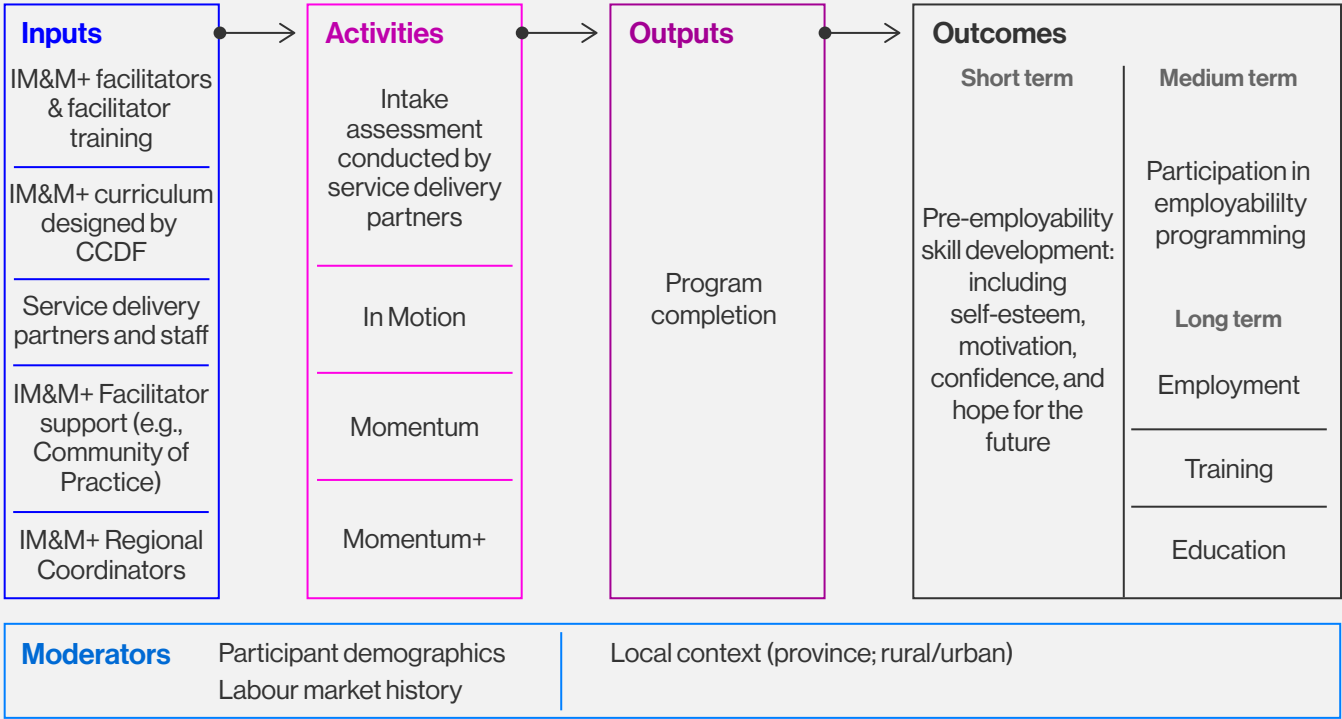 Inputs
IM&M+ facilitators
& facilitator
training
IM&M+ curriculum
designed by
CCDF
Service delivery
partners and staff
IM&M+ Facilitator
support (e.g.,
Community of
Practice)
IM&M+ Regional
Coordinators
Activities
Intake
assessment
conducted by
service delivery
partners
In Motion
Momentum
Momentum+
Outputs
Program
completion
Outcomes
Short term
Pre-employability
skill development:
including
self-esteem,
motivation,
confidence, and
hope for the
future
Medium term
Participation in
employabililty
programming
Long term
Employment
Training
Education
Moderators
Participant demographics
Labour market history
Local context (province; rural/urban)